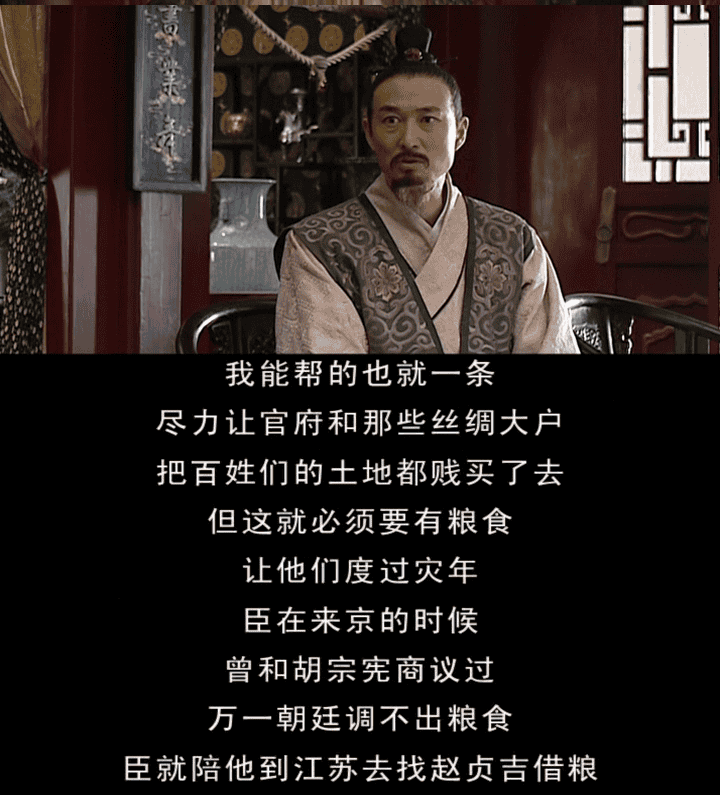 書業者
我能帮的也就一条
尽力让官府和那些丝绸大户
把百姓们的土地都贱买了去
但这就必须要有粮食
让他们度过灾年
臣在来京的时候
曾和胡宗宪商议过
万一朝廷调不出粮食
臣就陪他到江苏去找赵贞吉借粮